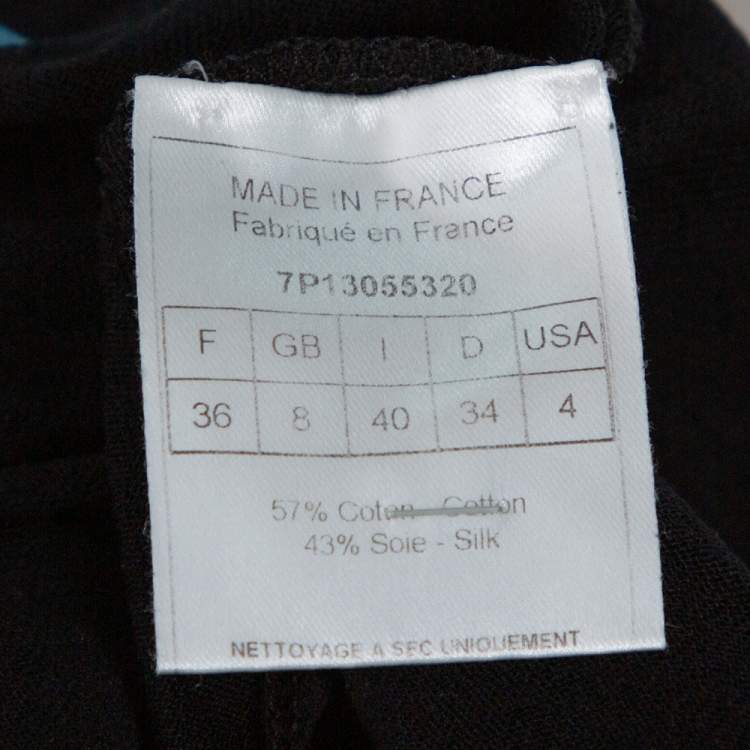 MADE IN FRANCE
Fabriqué en France
7P13055320
F GB I D USA
36 8 40 34 4
57% Coton - Cotton
43% Soie - Silk
NETTOYAGE A SEC UNIQUEMENT